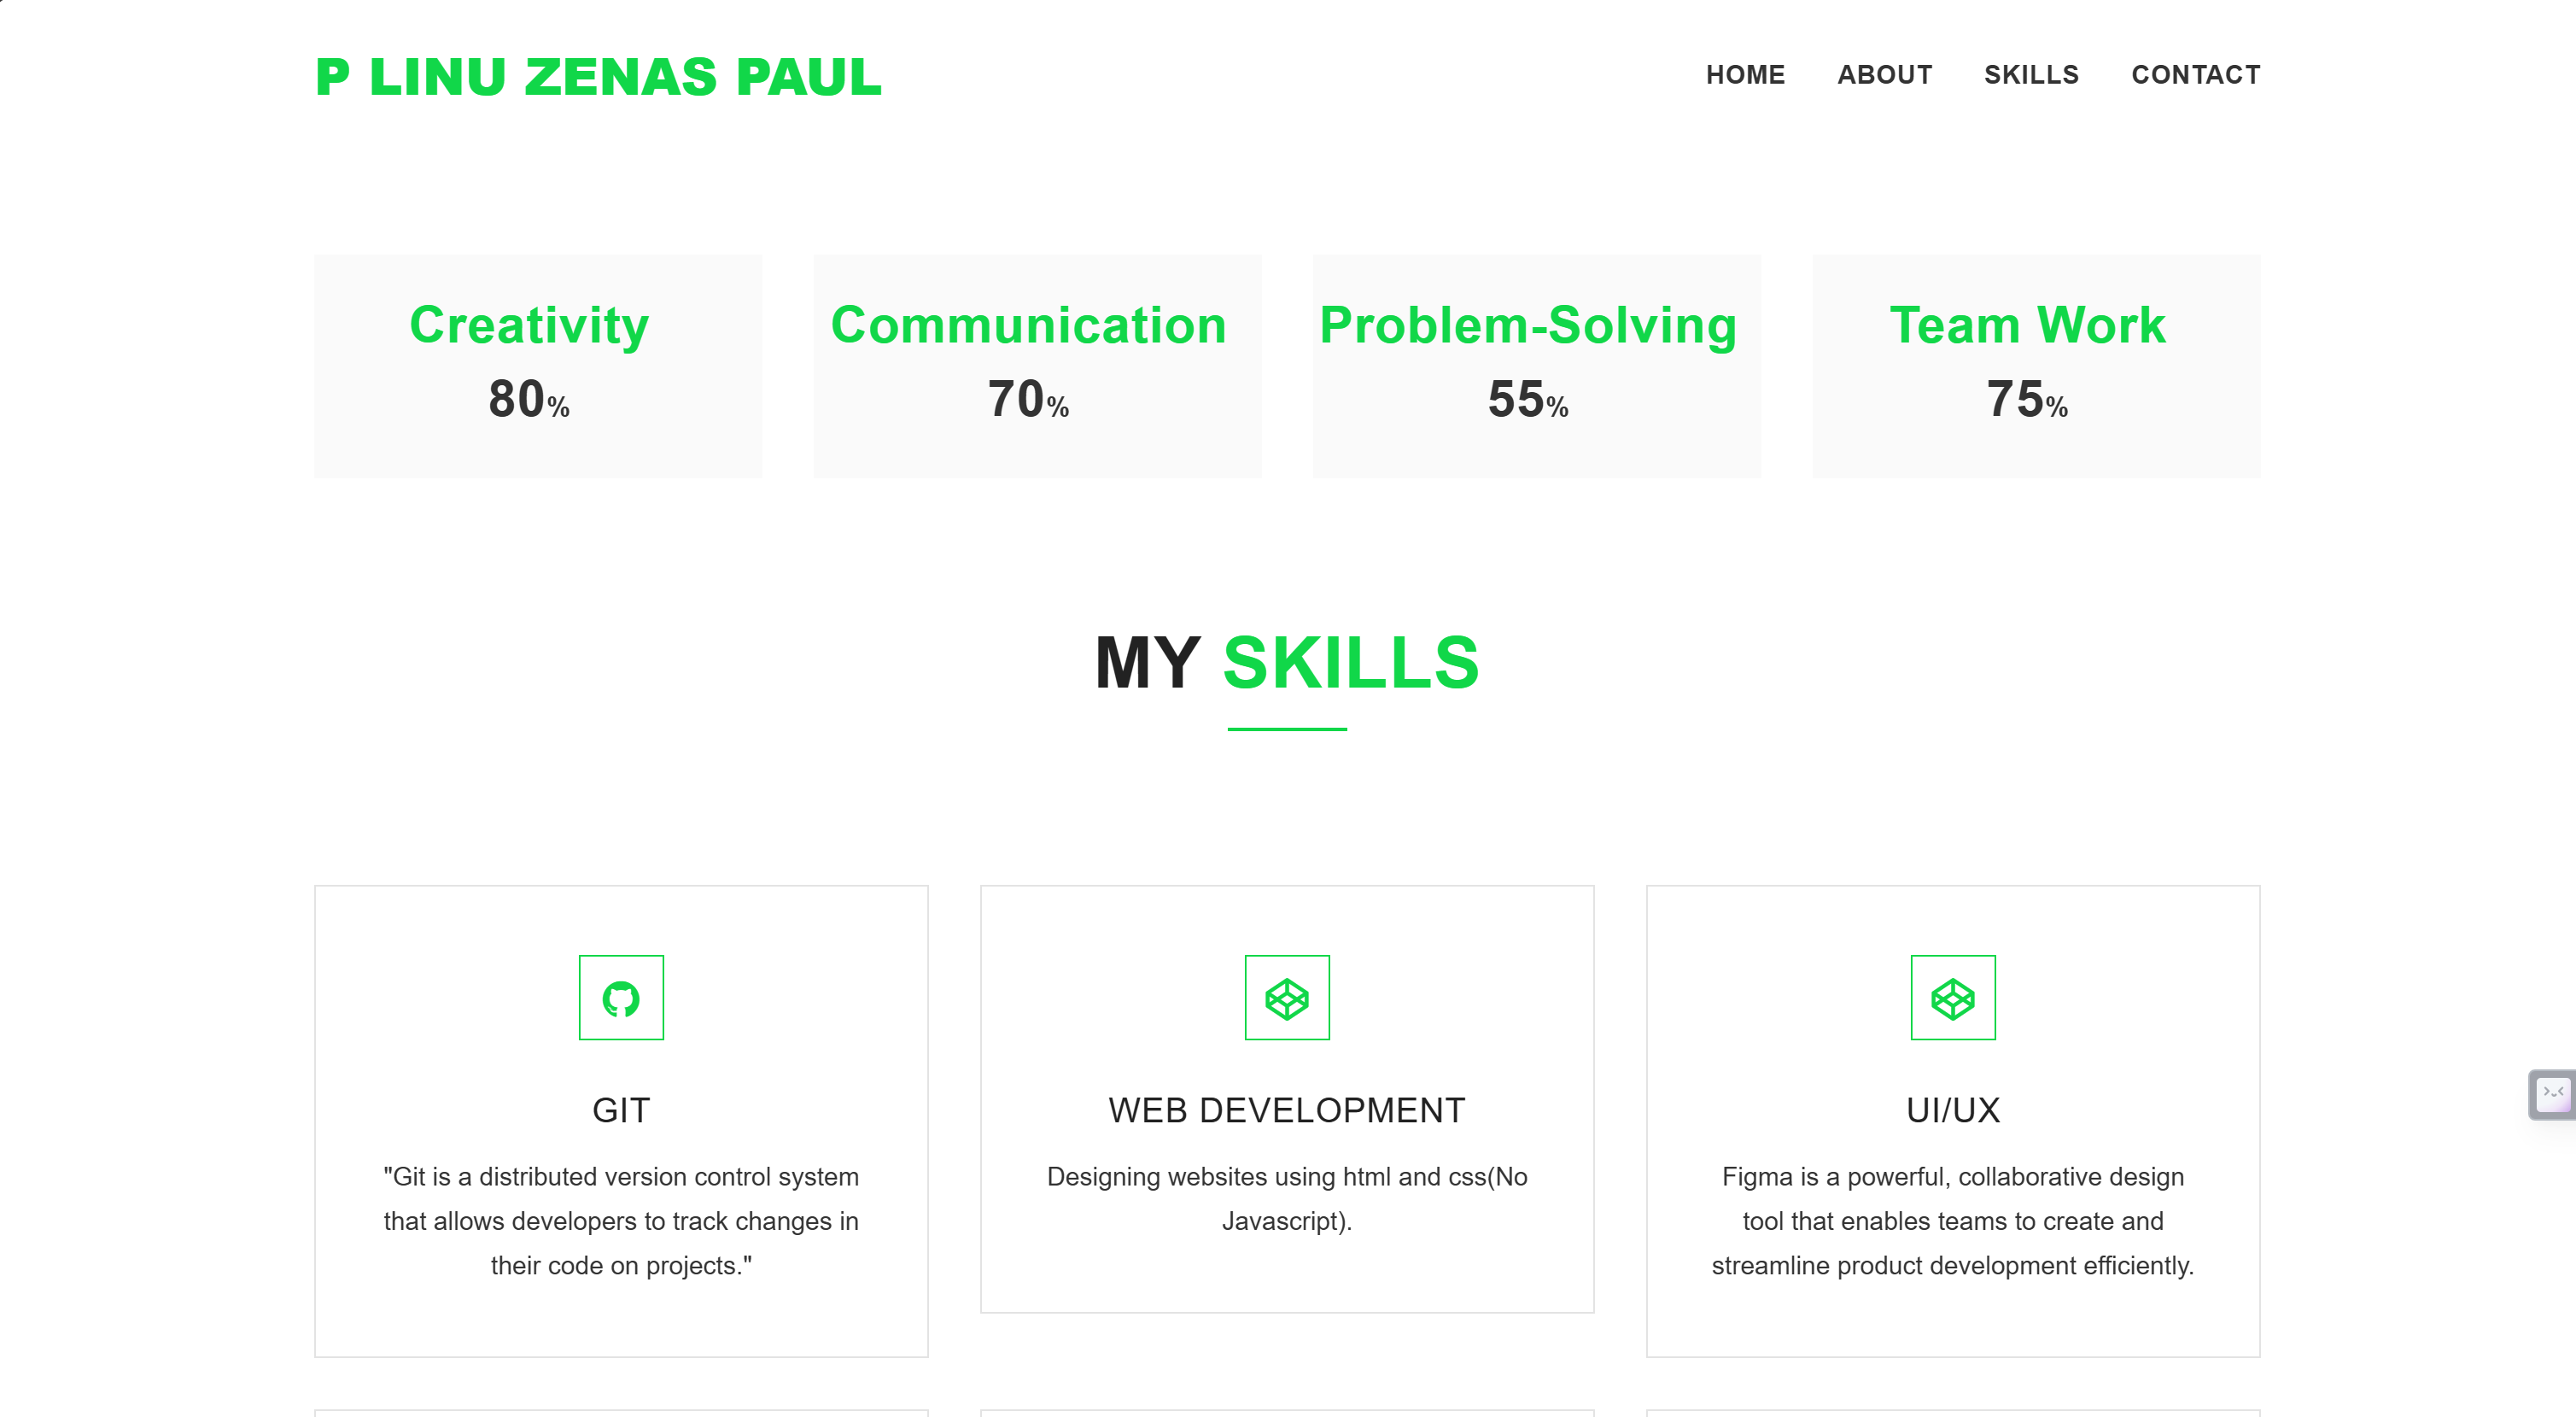 P LINU ZENAS PAUL
HOME ABOUT SKILLS CONTACT
Creativity
80%
Communication
70%
Problem-Solving
55%
Team Work
75%
MY SKILLS
GIT
"Git is a distributed version control system
that allows developers to track changes in
their code on projects."
WEB DEVELOPMENT
Designing websites using html and css(No
Javascript).
UI/UX
Figma is a powerful, collaborative design
tool that enables teams to create and
streamline product development efficiently.